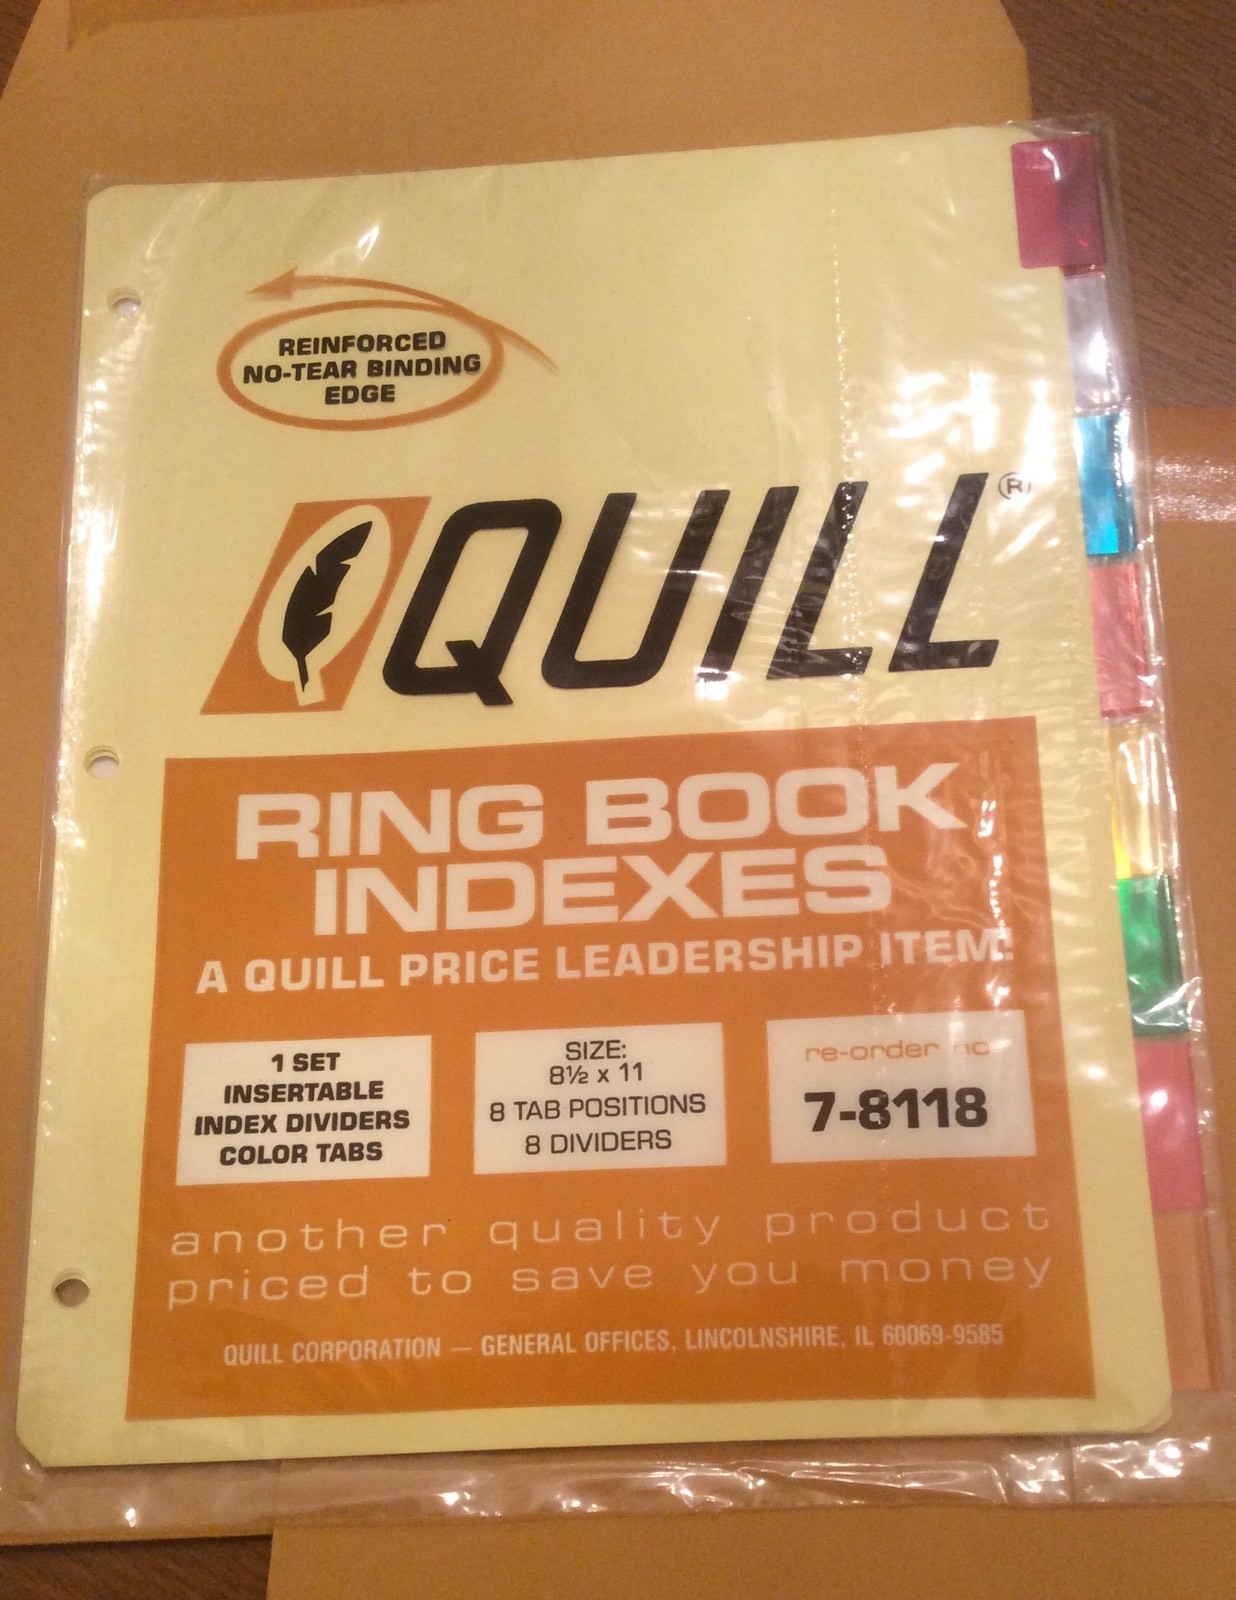 REINFORCED
NO-TEAR BINDING
EDGE
QUILL®
RING BOOK
INDEXES
A QUILL PRICE LEADERSHIP ITEM!
1 SET
INSERTABLE
INDEX DIVIDERS
COLOR TABS
SIZE:
8½ x 11
8 TAB POSITIONS
8 DIVIDERS
re-order no.
7-8118
another quality product
priced to save you money
QUILL CORPORATION — GENERAL OFFICES, LINCOLNSHIRE, IL 60069-9585